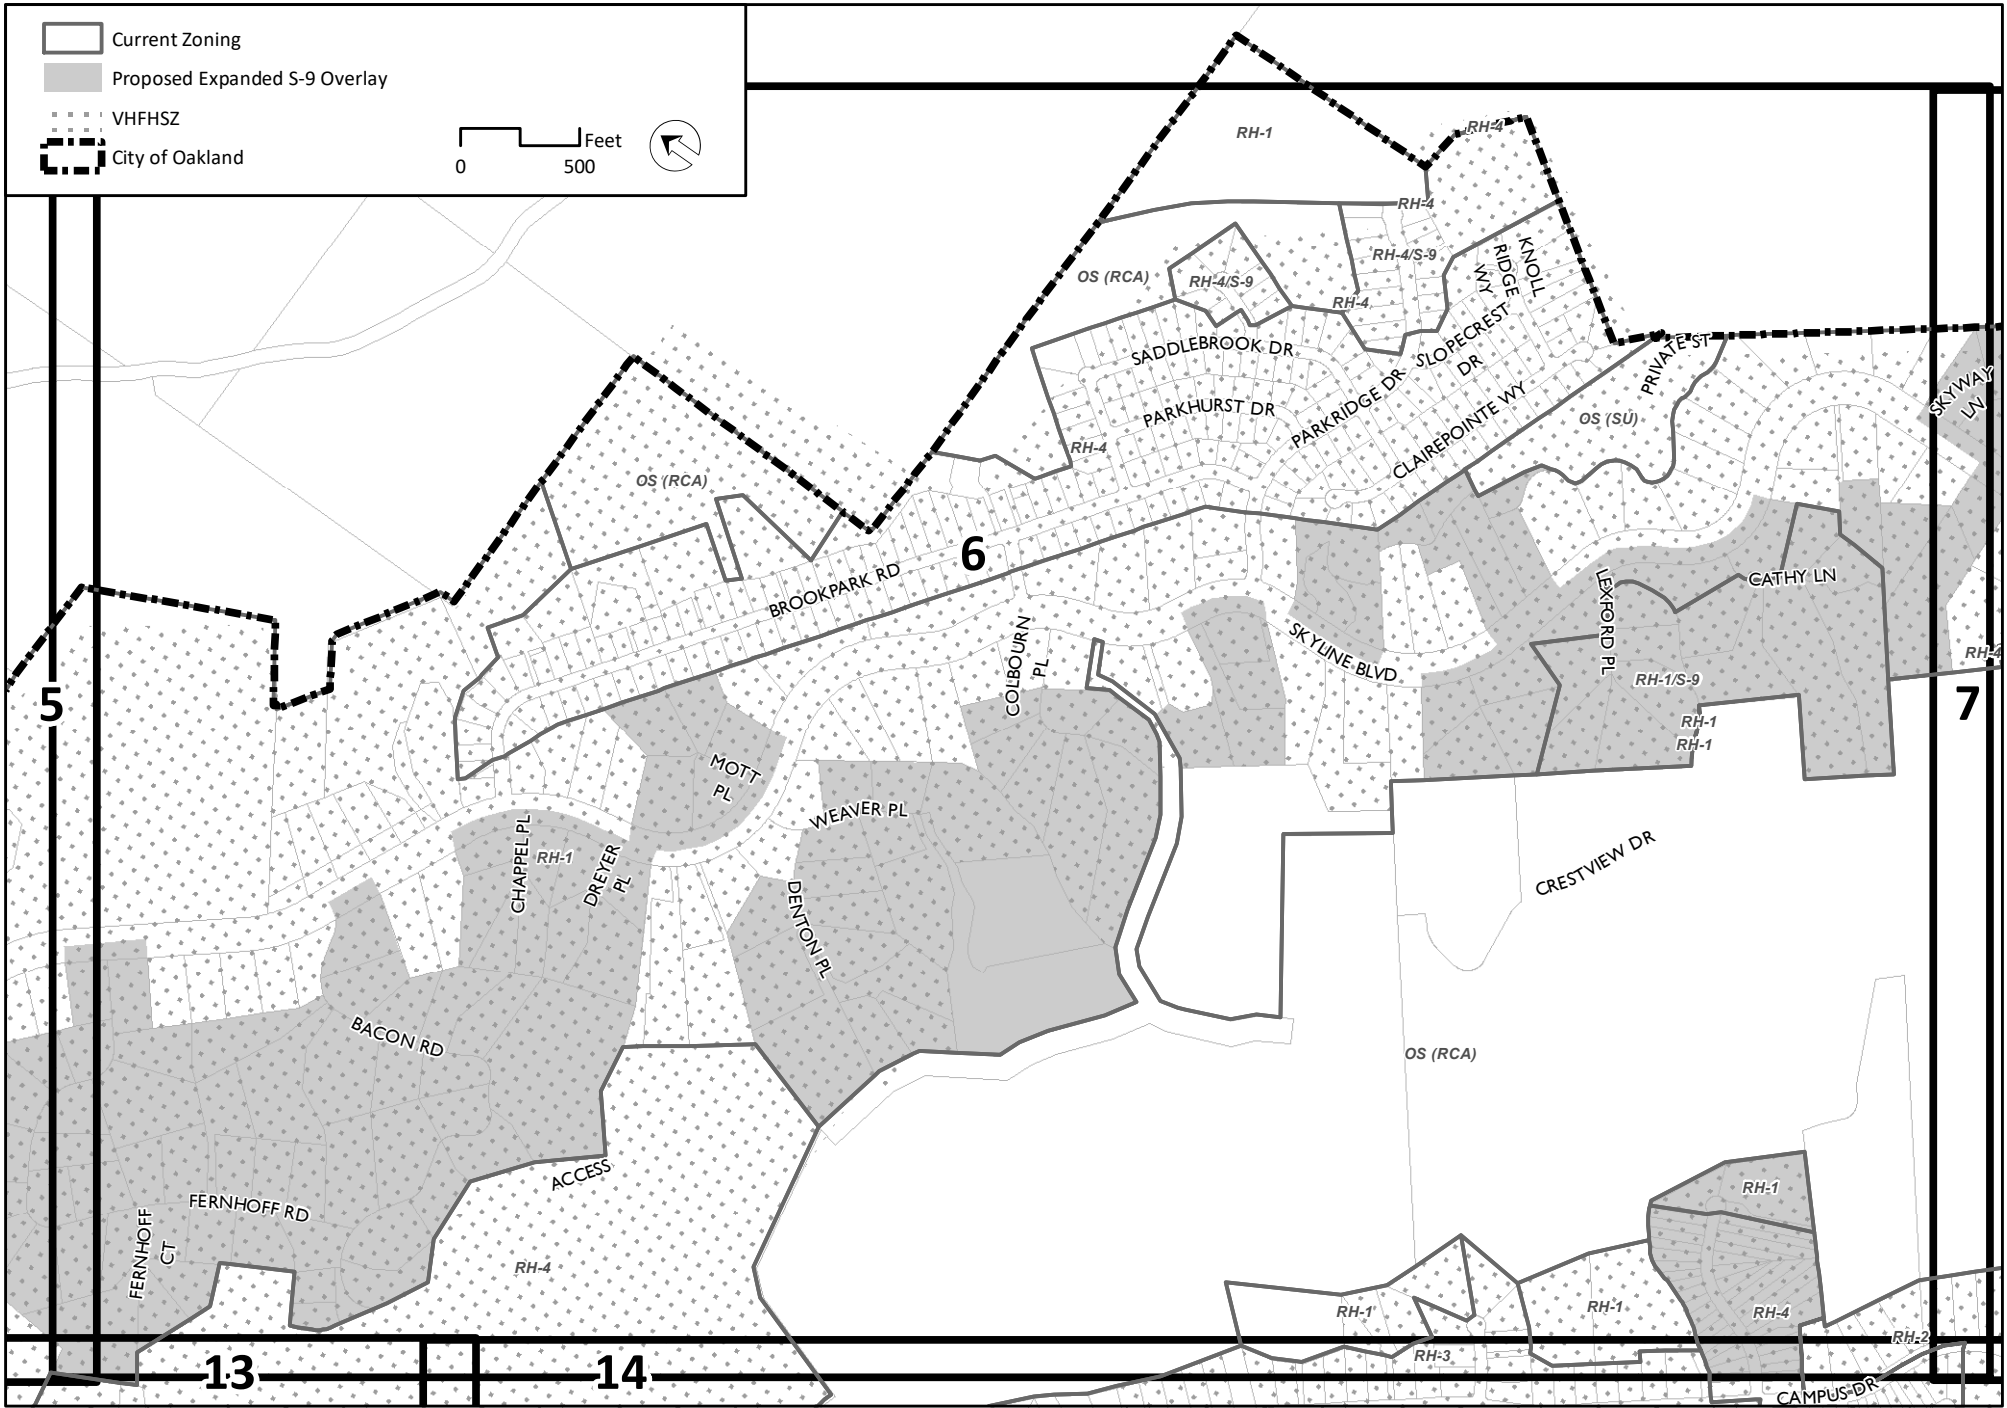 Current Zoning
Proposed Expanded S-9 Overlay
VHFHSZ
City of Oakland
Feet
0
500
RH-1
RH-4
RH-4
RH-4/S-9
OS (RCA)
RH-4/S-9
RH-4
KNOLL
RIDGE
WY
SADDLEBROOK DR
SLOPECREST
DR
PRIVATE ST
PARKHURST DR
PARKRIDGE DR
CLAIREPOINTE WY
OS (SU)
SKYWAY
LN
RH-4
OS (RCA)
6
BROOKPARK RD
CATHY LN
LEXFORD PL
COLBOURN
PL
SKYLINE BLVD
RH-4
RH-1/S-9
5
7
RH-1
RH-1
MOTT
PL
WEAVER PL
CHAPPEL PL
RH-1
DREYER
PL
CRESTVIEW DR
DENTON PL
BACON RD
OS (RCA)
ACCESS
FERNHOFF RD
FERNHOFF
CT
RH-4
RH-1
RH-1
RH-1
RH-4
RH-2
RH-3
13
14
CAMPUS DR